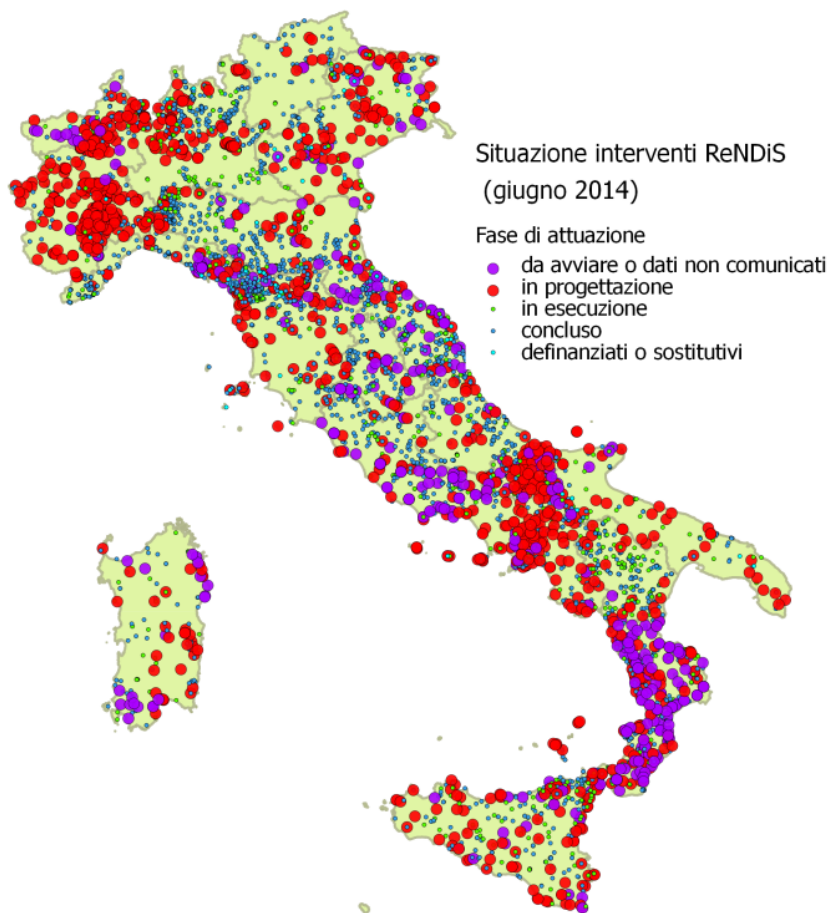 Situazione interventi ReNDiS
(giugno 2014)
Fase di attuazione
da avviare o dati non comunicati
in progettazione
in esecuzione
concluso
definanziati o sostitutivi